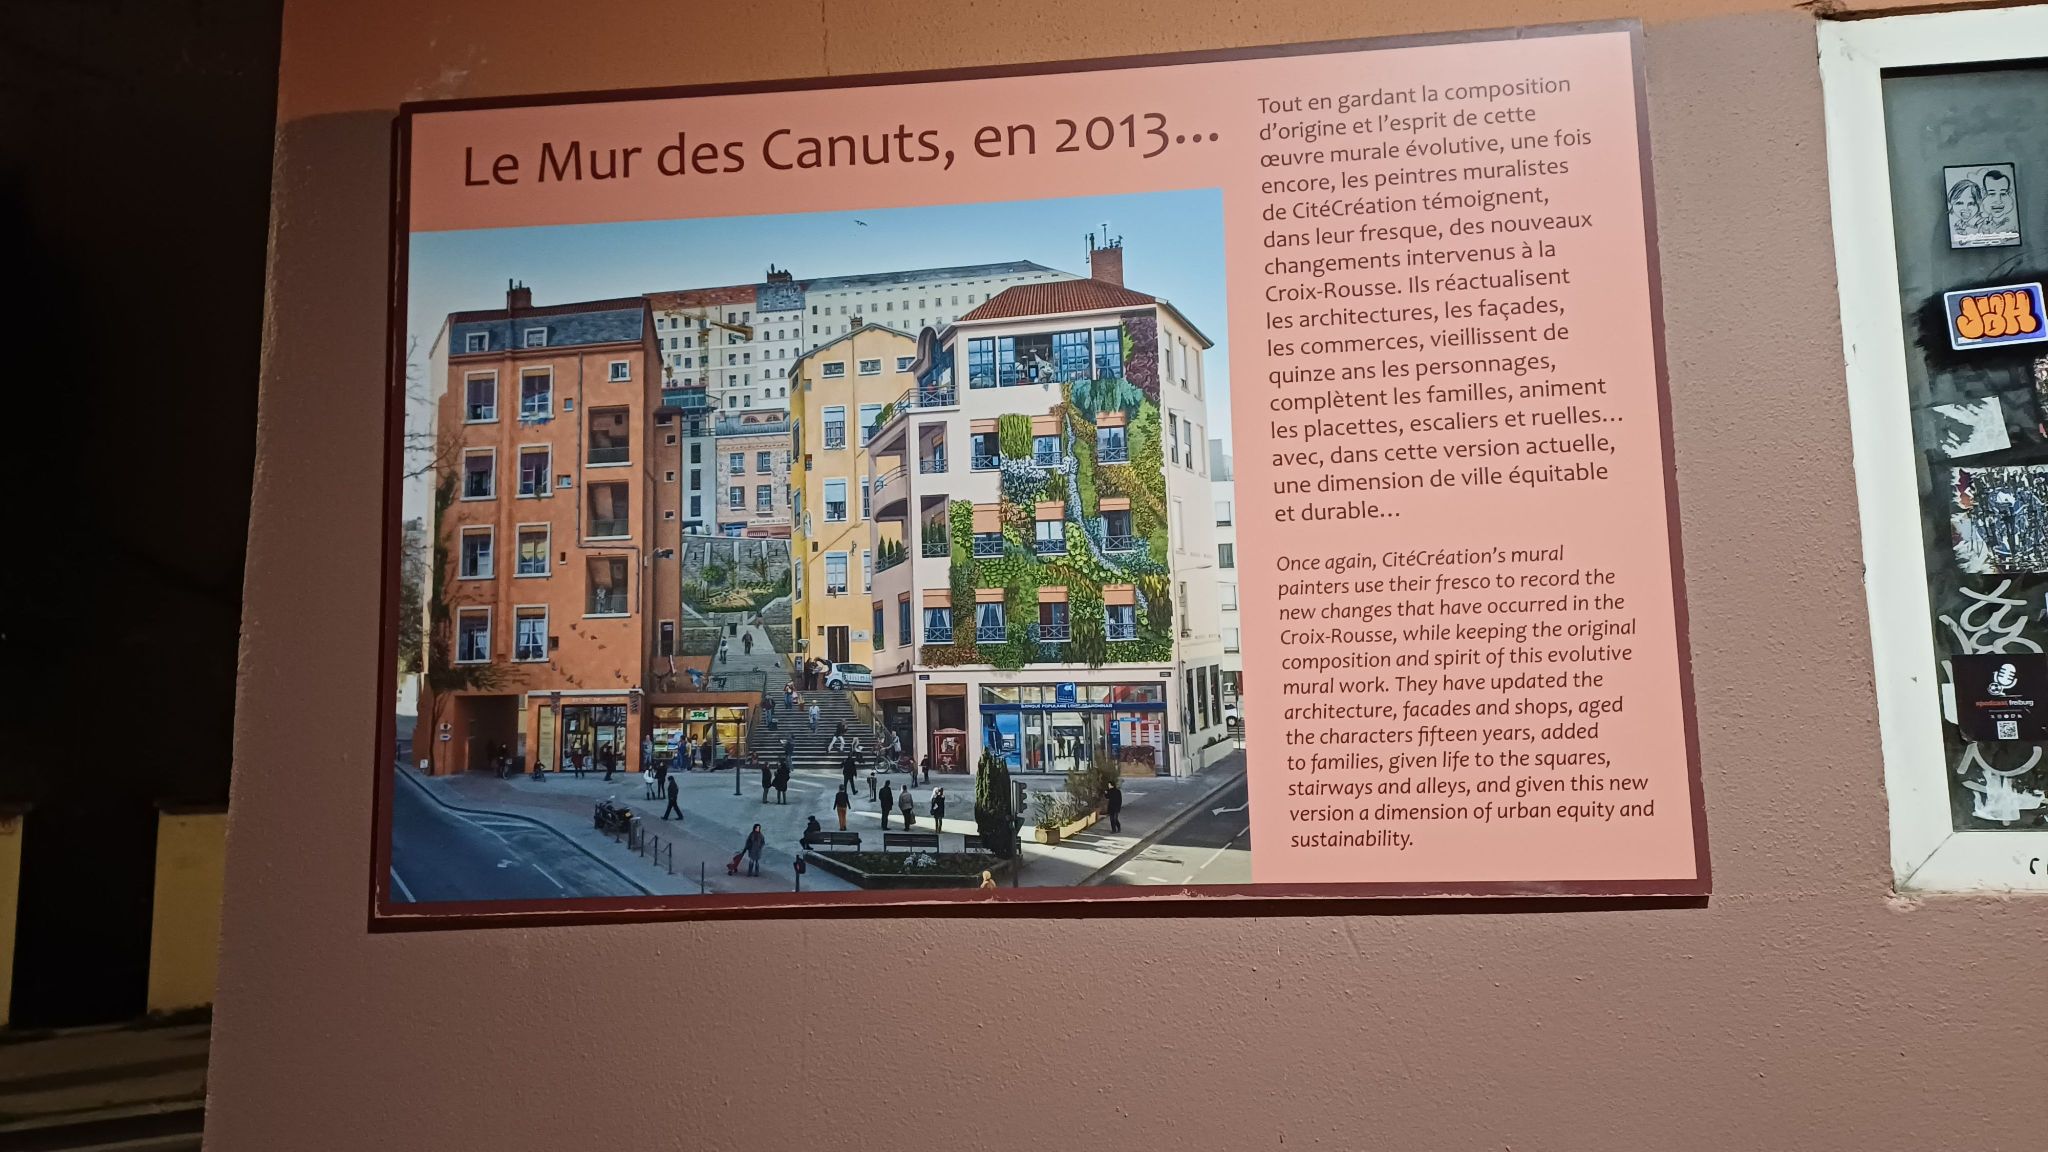 Le Mur des Canuts, en 2013...
Tout en gardant la composition
d'origine et l'esprit de cette
œuvre murale évolutive, une fois
encore, les peintres muralistes
de CitéCréation témoignent,
dans leur fresque, des nouveaux
changements intervenus à la
Croix-Rousse. Ils réactualisent
les architectures, les façades,
les commerces, vieillissent de
quinze ans les personnages,
complètent les familles, animent
les placettes, escaliers et ruelles...
avec, dans cette version actuelle,
une dimension de ville équitable
et durable...
Once again, CitéCréation's mural
painters use their fresco to record the
new changes that have occurred in the
Croix-Rousse, while keeping the original
composition and spirit of this evolutive
mural work. They have updated the
architecture, facades and shops, aged
the characters fifteen years, added
to families, given life to the squares,
stairways and alleys, and given this new
version a dimension of urban equity and
sustainability.
BANQUE POPULAIRE
JBH
freiburg